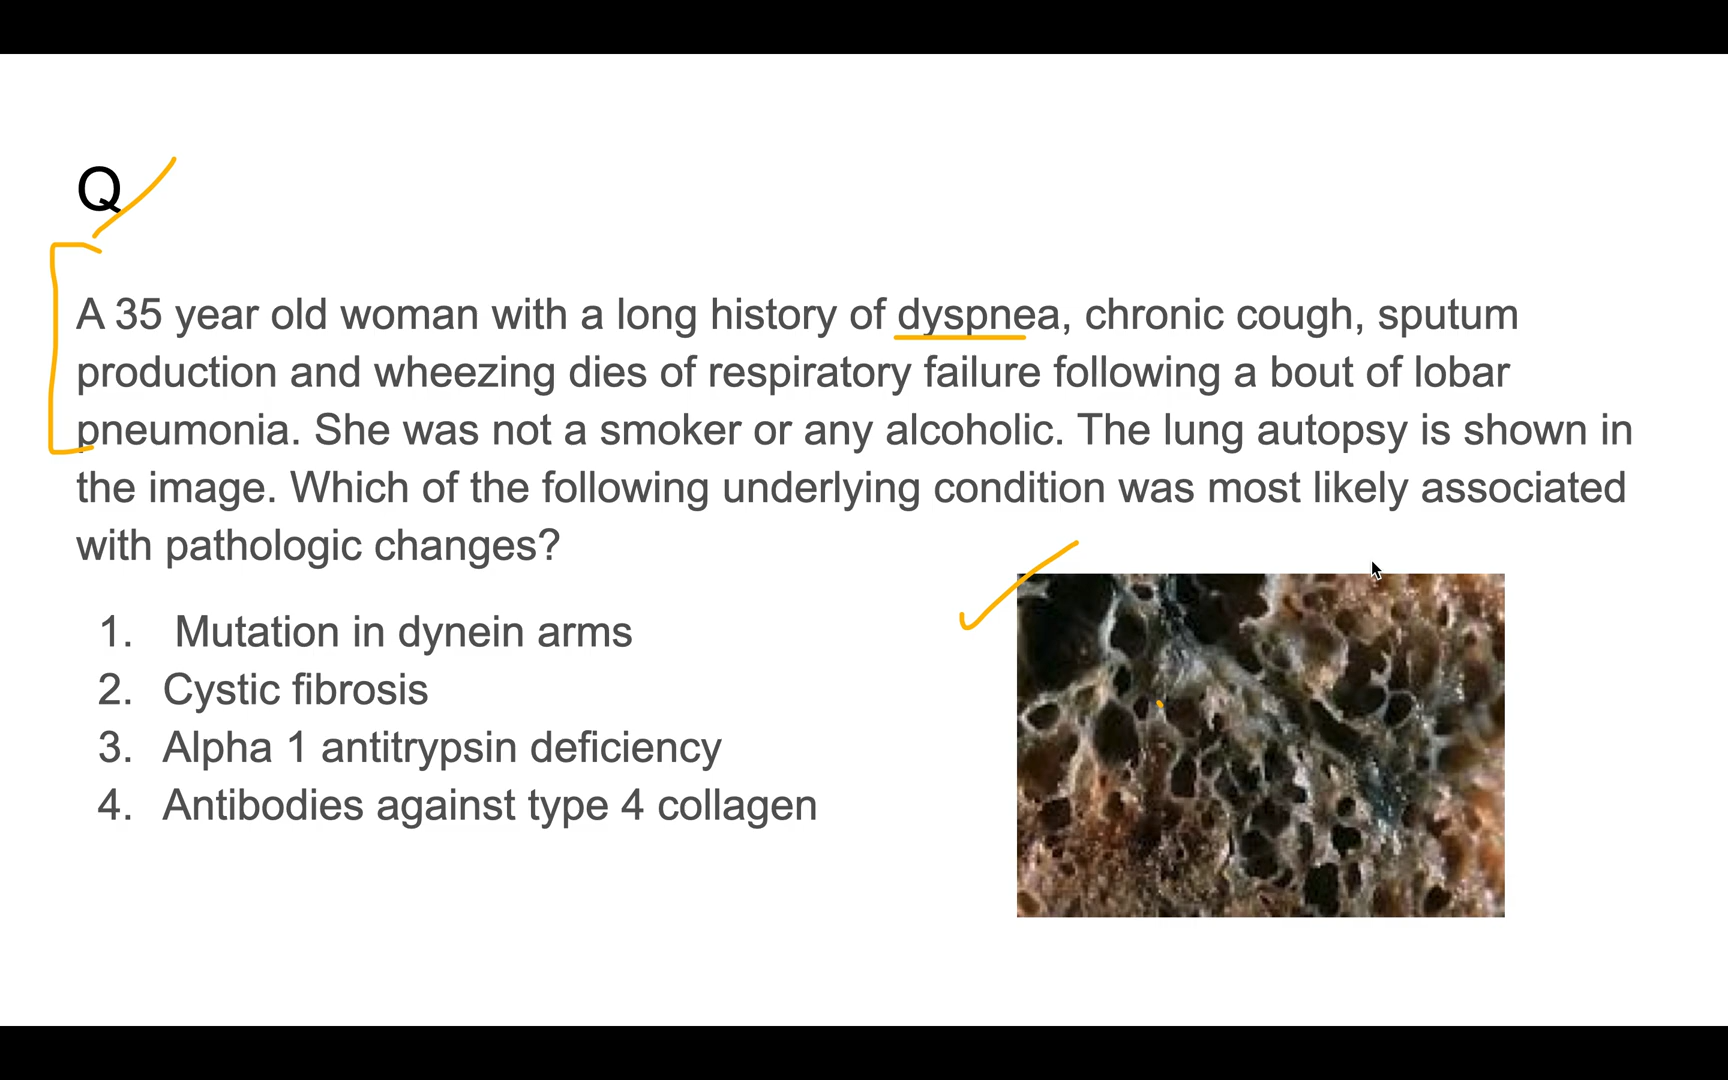 Q
A 35 year old woman with a long history of dyspnea, chronic cough, sputum
production and wheezing dies of respiratory failure following a bout of lobar
pneumonia. She was not a smoker or any alcoholic. The lung autopsy is shown in
the image. Which of the following underlying condition was most likely associated
with pathologic changes?
1. Mutation in dynein arms
2. Cystic fibrosis
3. Alpha 1 antitrypsin deficiency
4. Antibodies against type 4 collagen